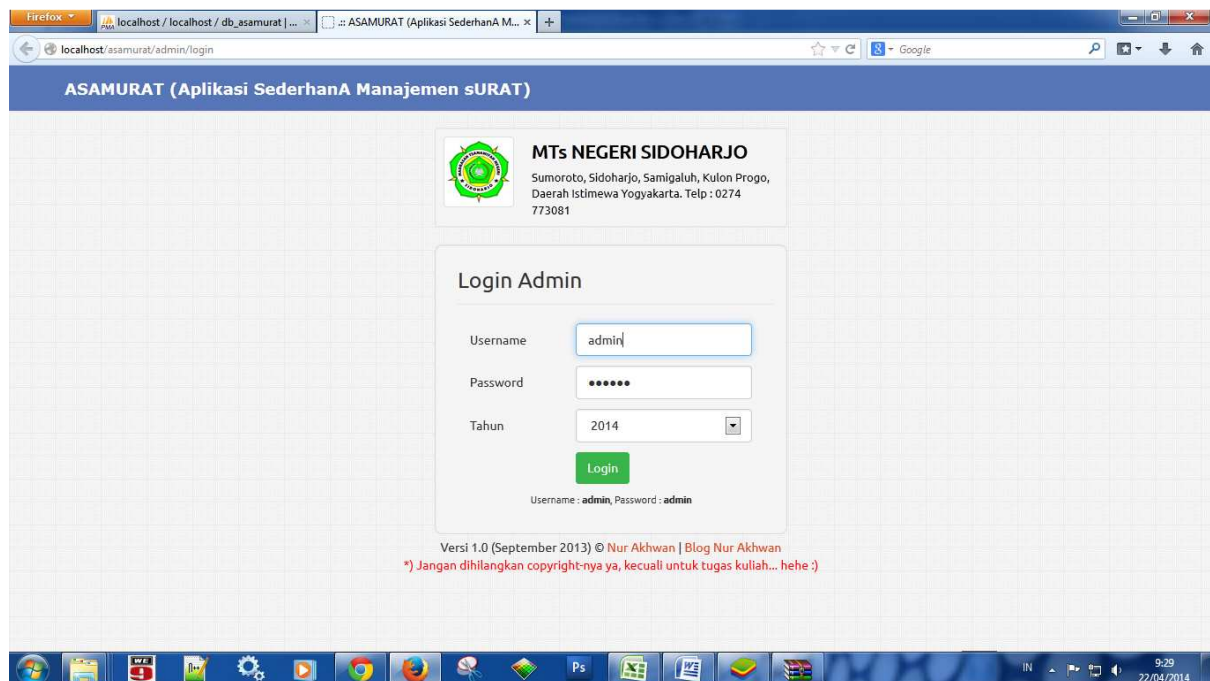 Firefox
localhost / localhost / db_asamurat | ...
.:: ASAMURAT (Aplikasi SederhanA M...
localhost/asamurat/admin/login
Google
ASAMURAT (Aplikasi SederhanA Manajemen sURAT)
MTs NEGERI SIDOHARJO
Sumoroto, Sidoharjo, Samigaluh, Kulon Progo,
Daerah Istimewa Yogyakarta. Telp : 0274
773081
Login Admin
Username
admin
Password
Tahun
2014
Login
Username : admin, Password : admin
Versi 1.0 (September 2013) © Nur Akhwan | Blog Nur Akhwan
*) Jangan dihilangkan copyright-nya ya, kecuali untuk tugas kuliah... hehe :)
Ps
IN
9:29
22/04/2014